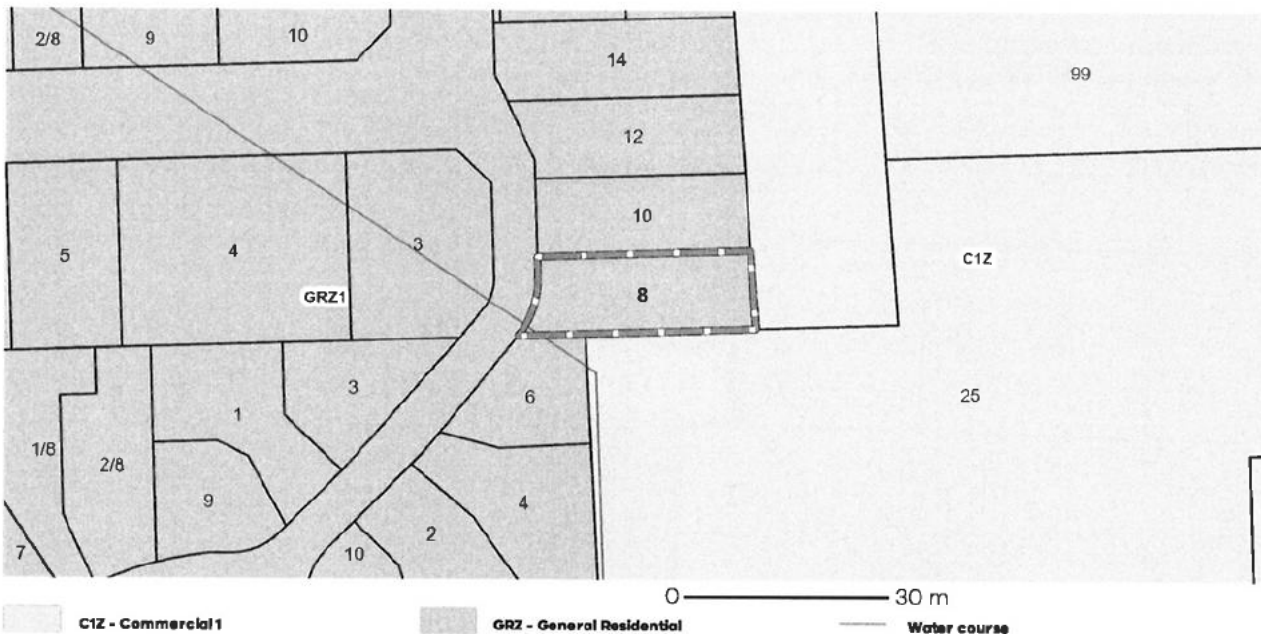 2/8 9 10 14 99
12
10
5 4 3 C1Z
GRZ1 8
1 3 6 25
1/8 2/8
9 4
7 10 2
0 30 m
C1Z - Commercial 1 GRZ - General Residential Water course